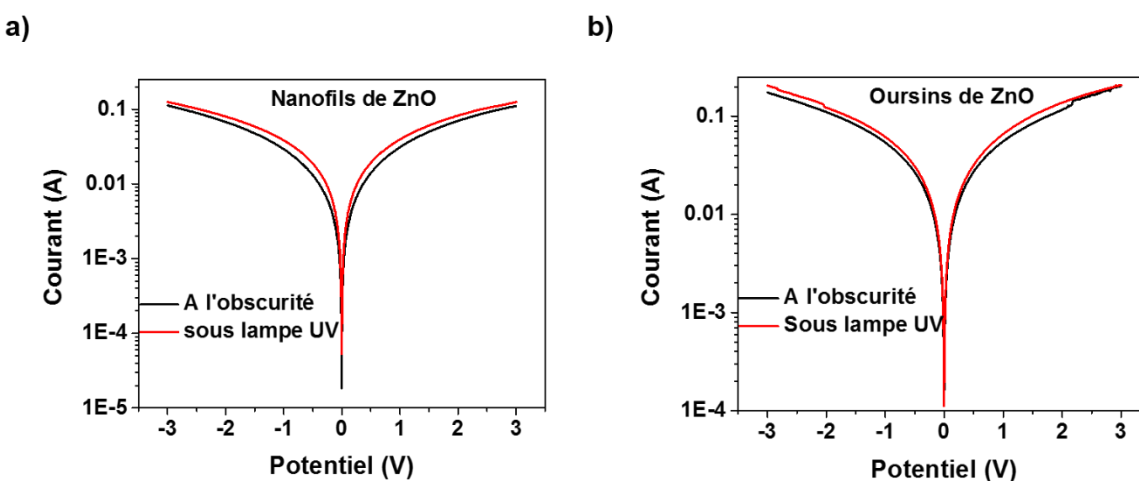 a)
Nanofils de ZnO
0.1
0.01
1E-3
1E-4
1E-5
Courant (A)
A l'obscurité
sous lampe UV
-3 -2 -1 0 1 2 3
Potentiel (V)
b)
Oursins de ZnO
0.1
0.01
1E-3
1E-4
Courant (A)
A l'obscurité
Sous lampe UV
-3 -2 -1 0 1 2 3
Potentiel (V)